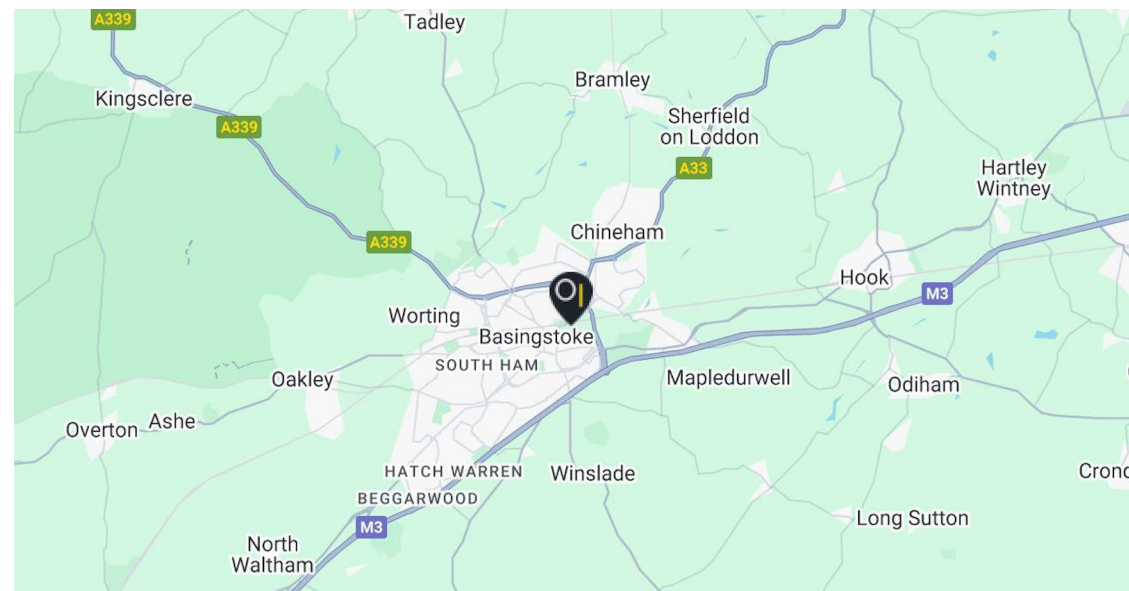 A339
Tadley
Bramley
Kingsclere
Sherfield
on Loddon
A339
A33
Hartley
Wintney
Chineham
A339
Hook
M3
Worting
Basingstoke
SOUTH HAM
Oakley
Mapledurwell
Odiham
Ashe
Overton
HATCH WARREN
Winslade
Crond
BEGGARWOOD
M3
Long Sutton
North
Waltham